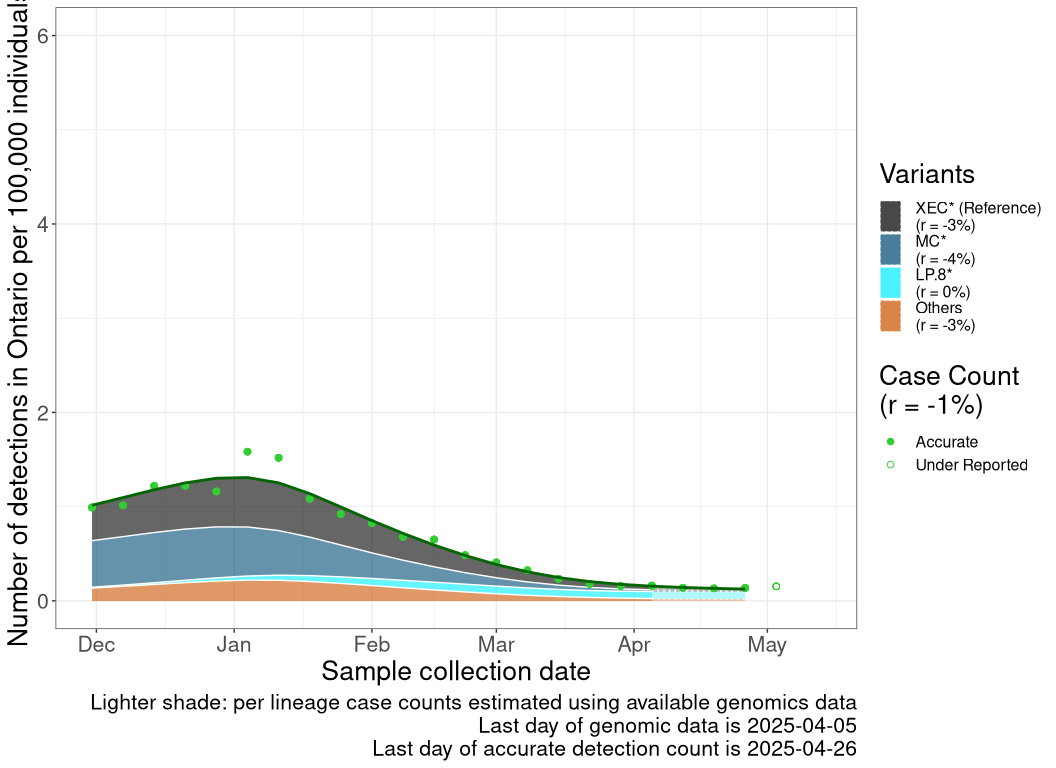 Number of detections in Ontario per 100,000 individuals
6
4
2
0
Dec Jan Feb Mar Apr May
Sample collection date
Lighter shade: per lineage case counts estimated using available genomics data
Last day of genomic data is 2025-04-05
Last day of accurate detection count is 2025-04-26
Variants
XEC* (Reference)
(r = -3%)
MC*
(r = -4%)
LP.8*
(r = 0%)
Others
(r = -3%)
Case Count
(r = -1%)
Accurate
Under Reported